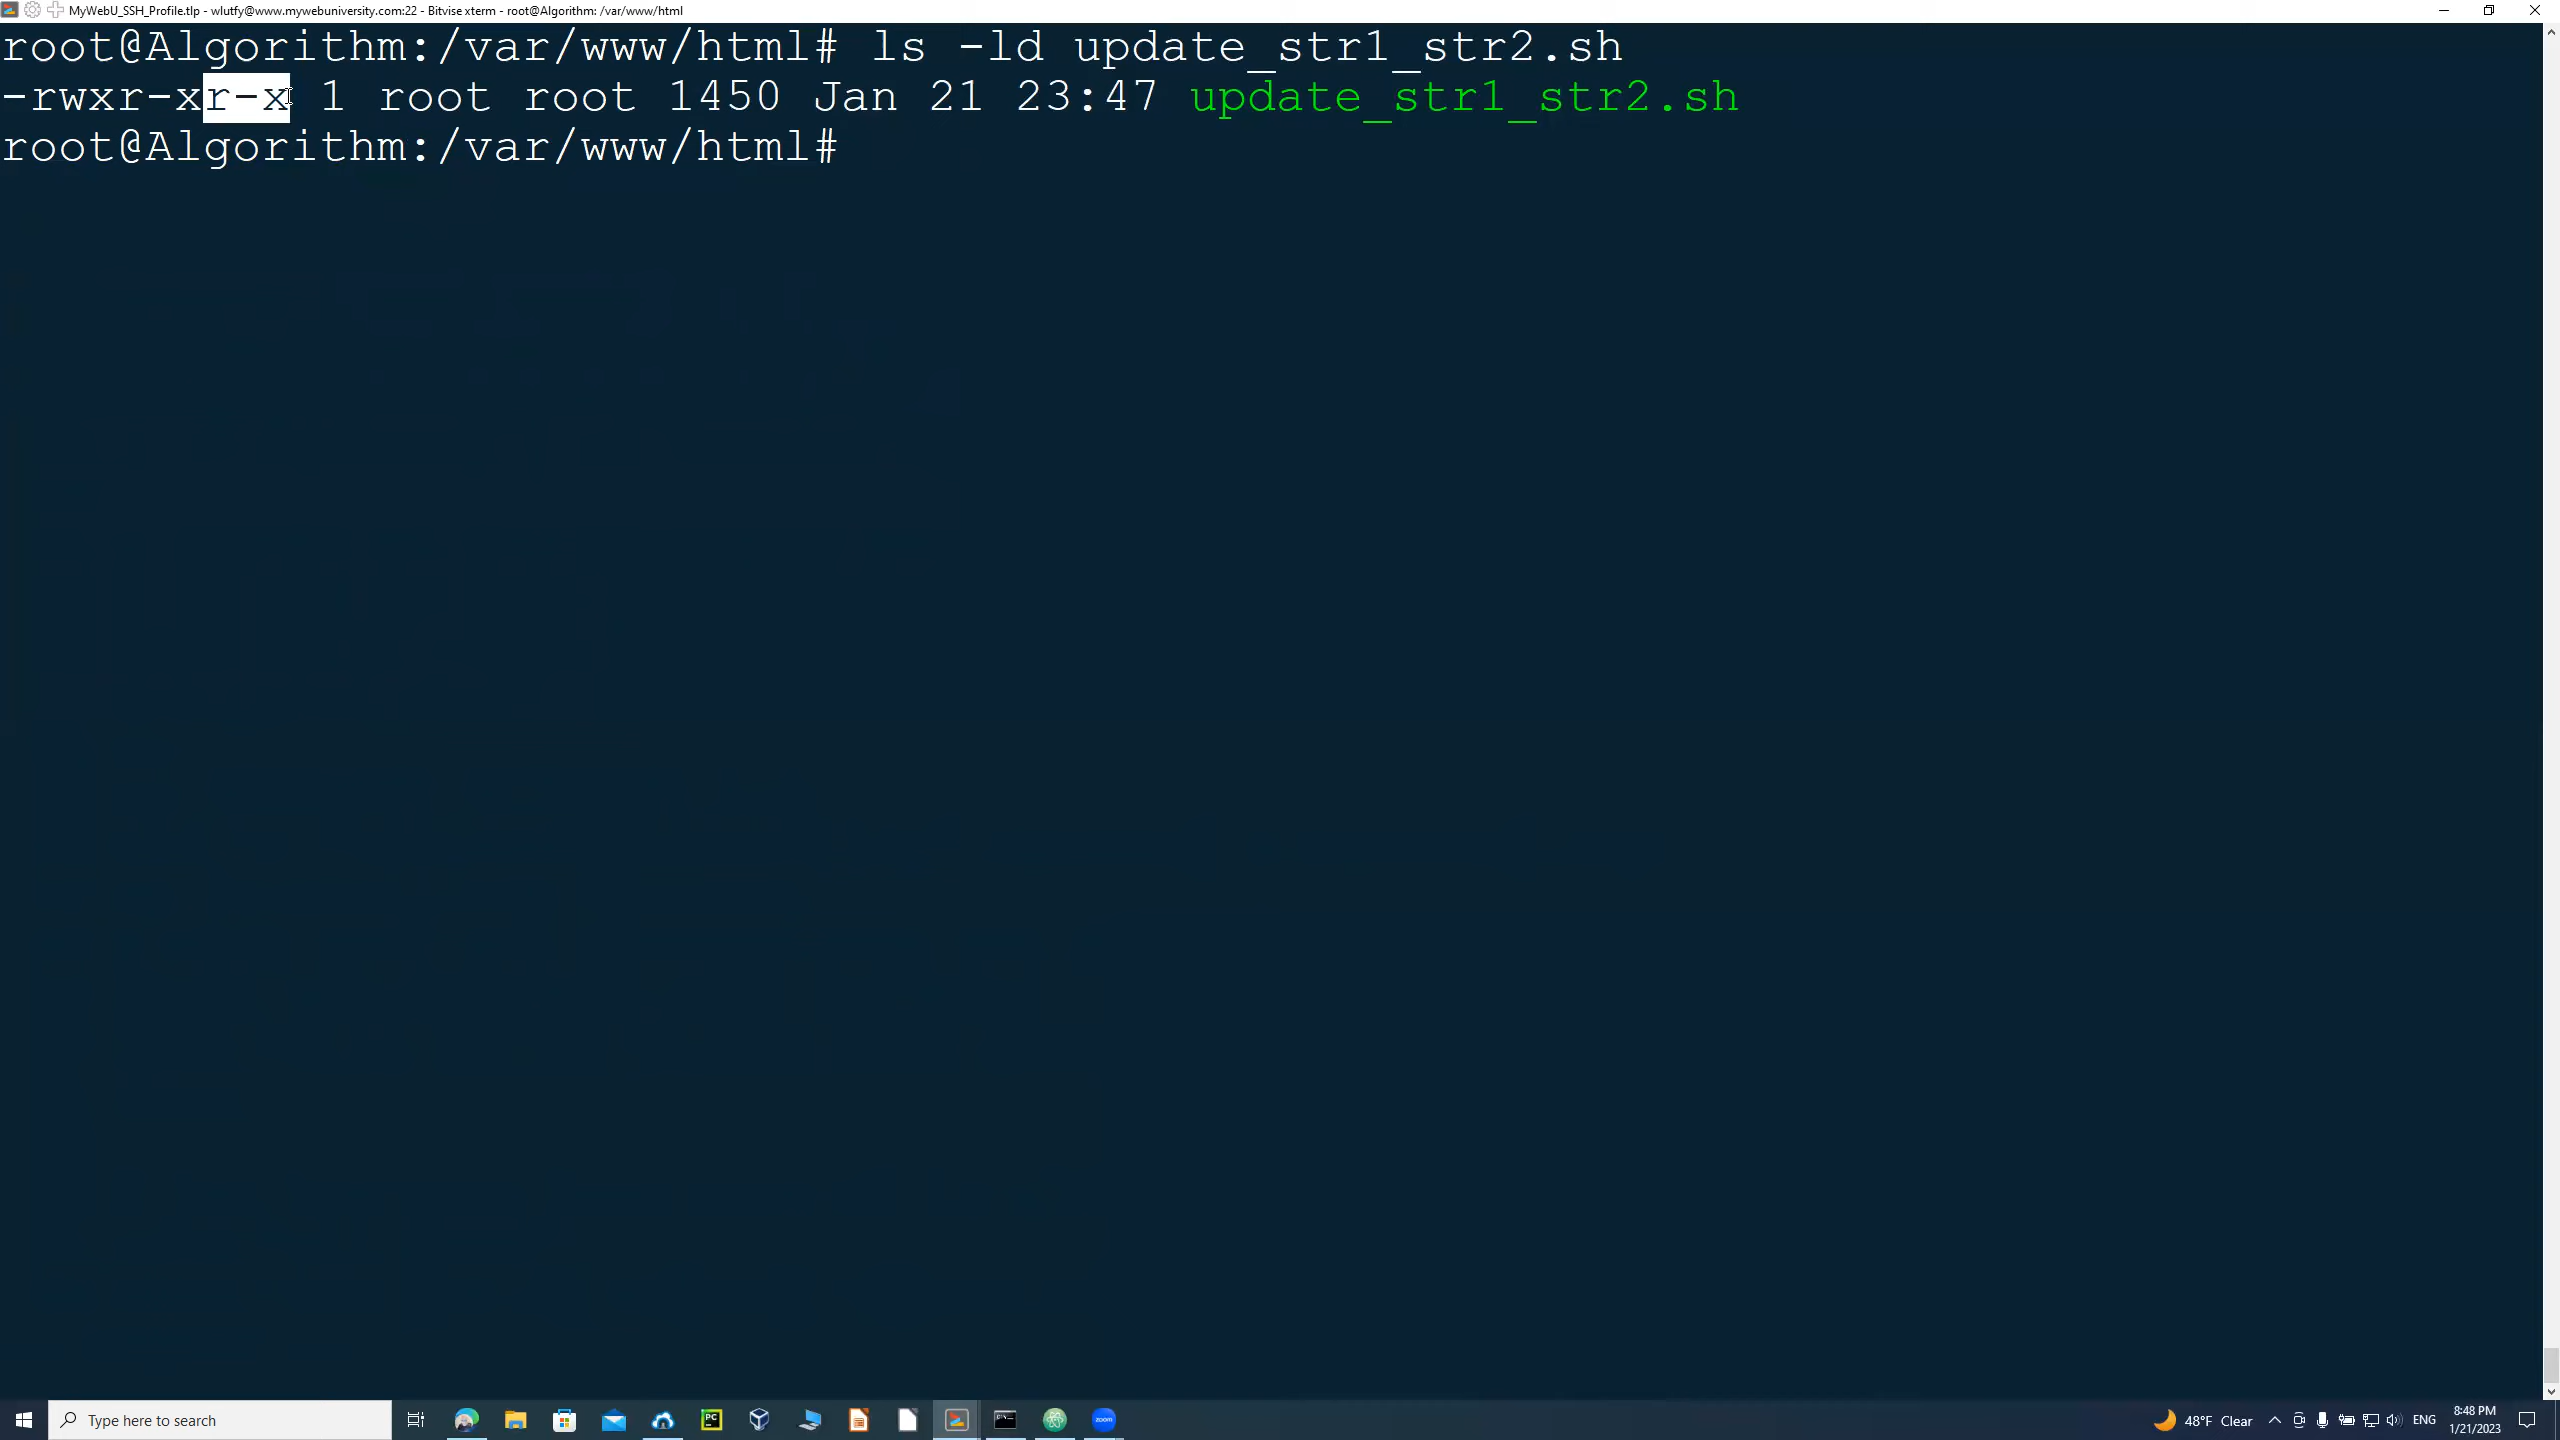 MyWebU_SSH_Profile.tlp - wlutfy@www.mywebuniversity.com:22 - Bitvise xterm - root@Algorithm: /var/www/html
root@Algorithm:/var/www/html# ls -ld update_str1_str2.sh
-rwxr-xr-x 1 root root 1450 Jan 21 23:47 update_str1_str2.sh
root@Algorithm:/var/www/html#
Type here to search
PC
zoom
48°F Clear
ENG
8:48 PM
1/21/2023